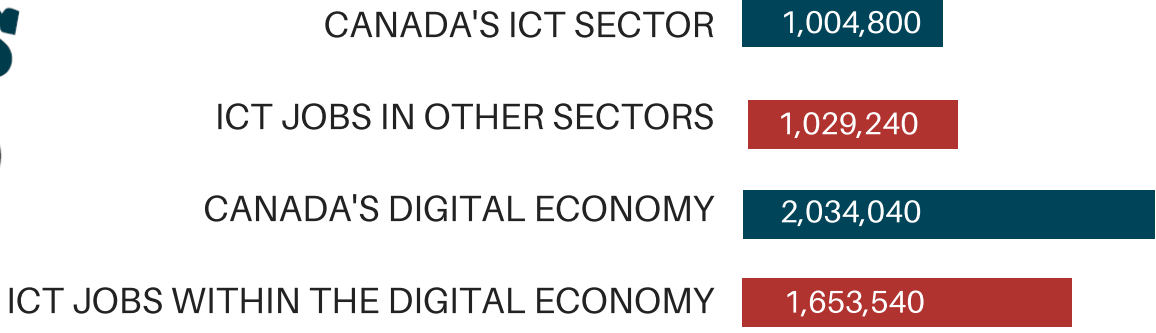 CANADA'S ICT SECTOR 1,004,800
ICT JOBS IN OTHER SECTORS 1,029,240
CANADA'S DIGITAL ECONOMY 2,034,040
ICT JOBS WITHIN THE DIGITAL ECONOMY 1,653,540